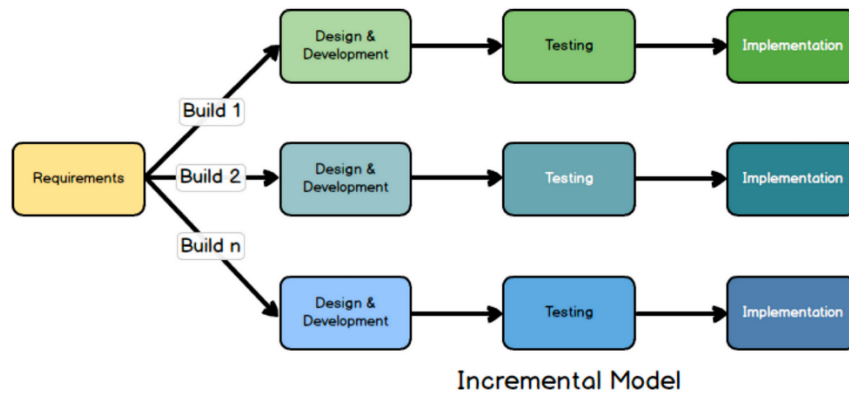 Design &
Development
Testing
Implementation
Build 1
Requirements
Build 2
Design &
Development
Testing
Implementation
Build n
Design &
Development
Testing
Implementation
Incremental Model